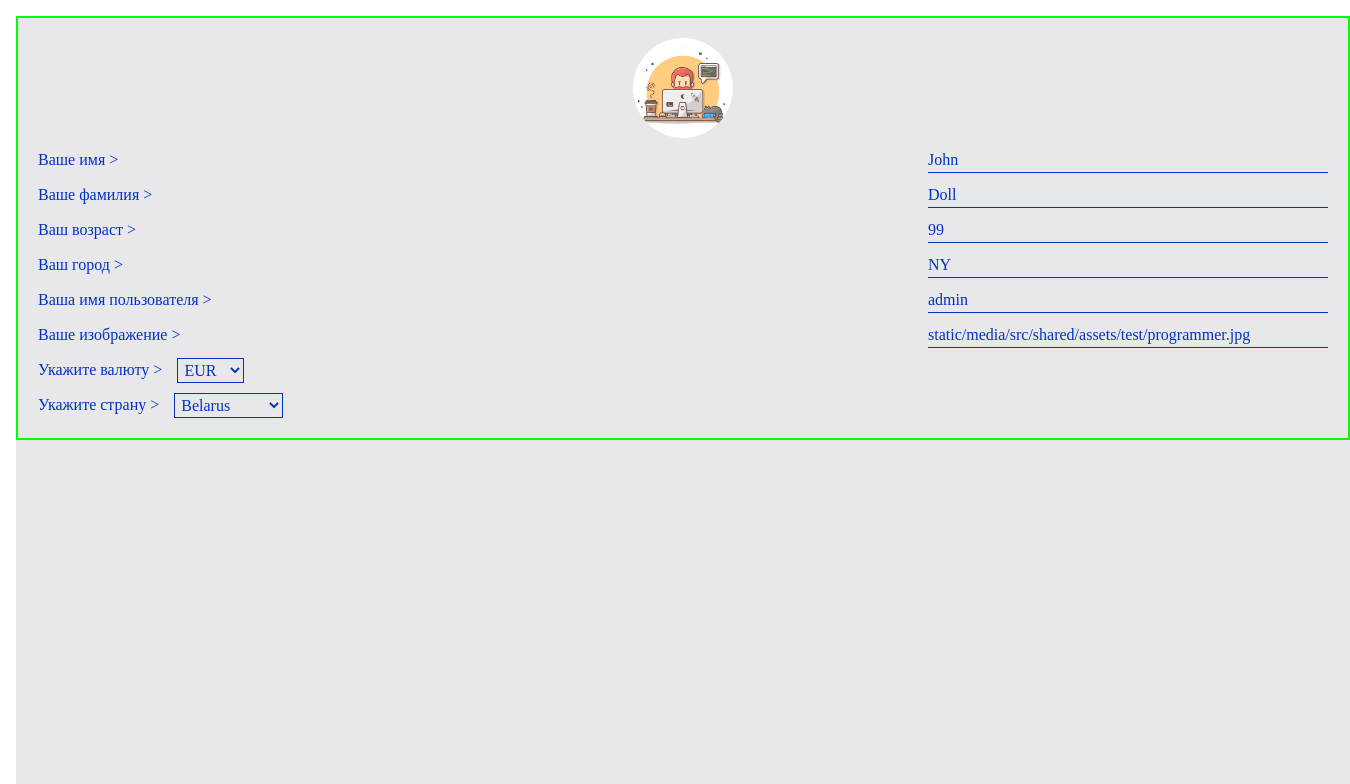 Ваше имя > John
Ваше фамилия > Doll
Ваш возраст > 99
Ваш город > NY
Ваша имя пользователя > admin
Ваше изображение > static/media/src/shared/assets/test/programmer.jpg
Укажите валюту > EUR
Укажите страну > Belarus